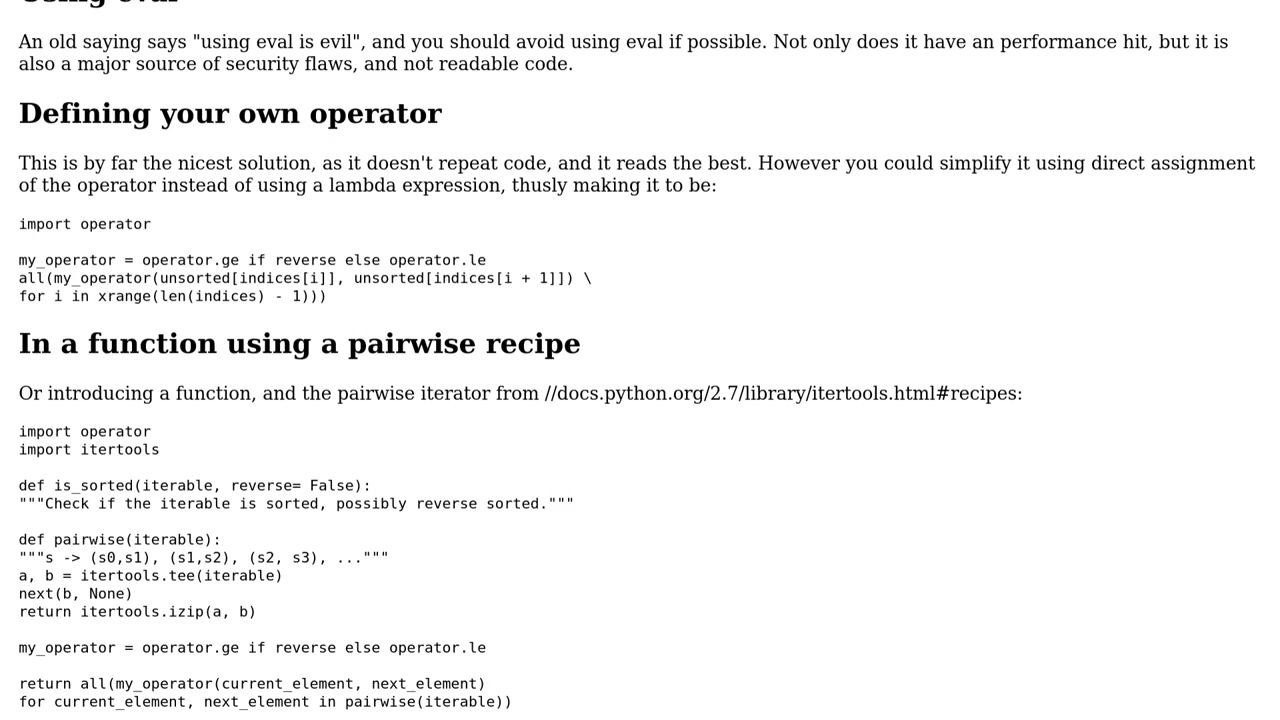 Using eval
An old saying says "using eval is evil", and you should avoid using eval if possible. Not only does it have an performance hit, but it is
also a major source of security flaws, and not readable code.
Defining your own operator
This is by far the nicest solution, as it doesn't repeat code, and it reads the best. However you could simplify it using direct assignment
of the operator instead of using a lambda expression, thusly making it to be:
import operator
my_operator = operator.ge if reverse else operator.le
all(my_operator(unsorted[indices[i]], unsorted[indices[i + 1]]) \
for i in xrange(len(indices) - 1)))
In a function using a pairwise recipe
Or introducing a function, and the pairwise iterator from //docs.python.org/2.7/library/itertools.html#recipes:
import operator
import itertools
def is_sorted(iterable, reverse= False):
"""Check if the iterable is sorted, possibly reverse sorted."""
def pairwise(iterable):
"""s -> (s0,s1), (s1,s2), (s2, s3), ..."""
a, b = itertools.tee(iterable)
next(b, None)
return itertools.izip(a, b)
my_operator = operator.ge if reverse else operator.le
return all(my_operator(current_element, next_element)
for current_element, next_element in pairwise(iterable))